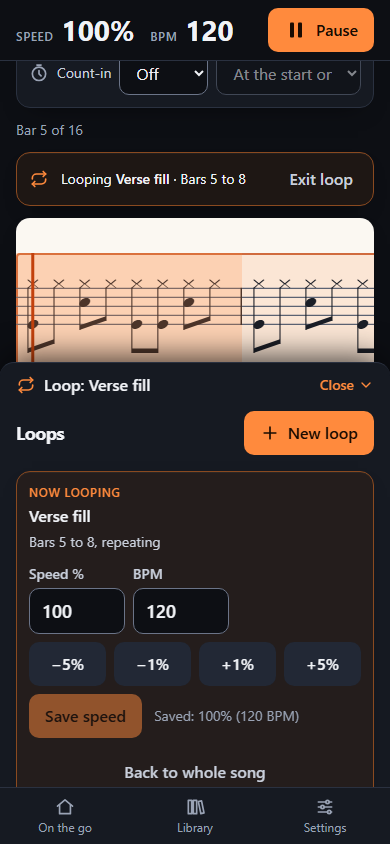 SPEED 100% BPM 120 Pause
Count-in Off At the start or
Bar 5 of 16
Looping Verse fill · Bars 5 to 8 Exit loop
Loop: Verse fill Close
Loops New loop
NOW LOOPING
Verse fill
Bars 5 to 8, repeating
Speed % BPM
100 120
−5% −1% +1% +5%
Save speed Saved: 100% (120 BPM)
Back to whole song
On the go Library Settings